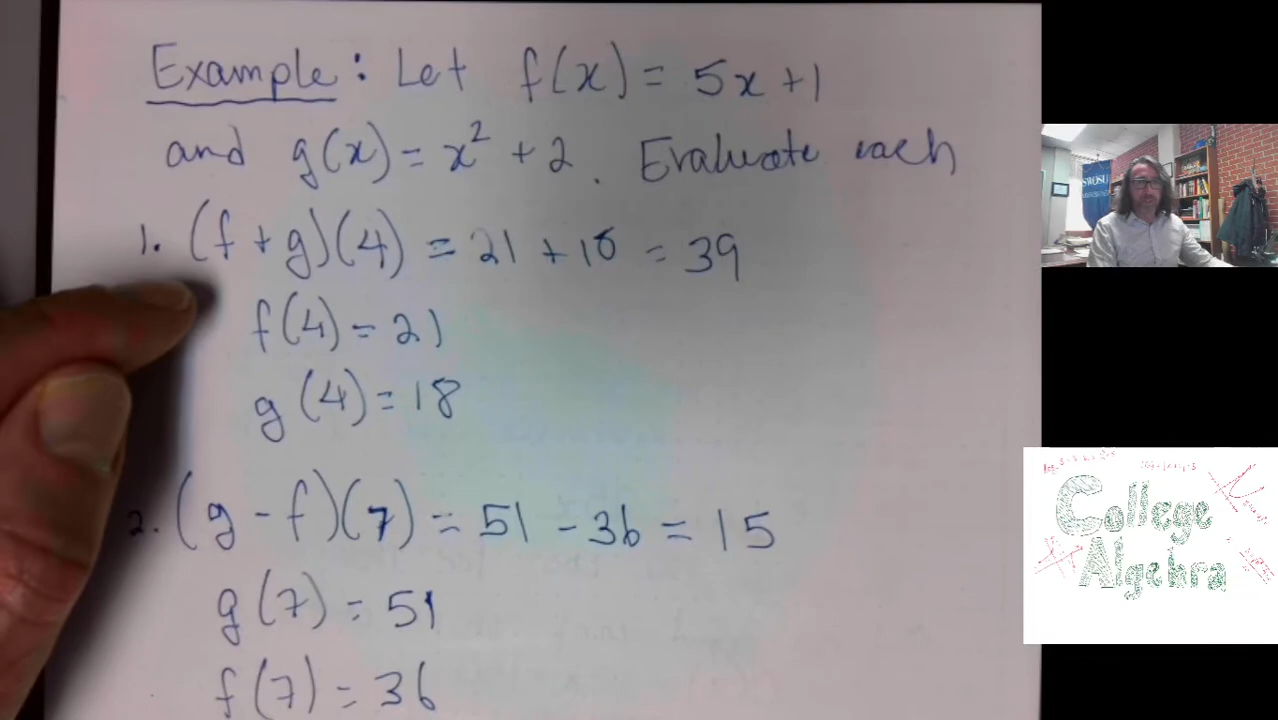 Example: Let f(x) = 5x + 1
and g(x) = x² + 2. Evaluate each
1. (f + g)(4) = 21 + 18 = 39
f(4) = 21
g(4) = 18
2. (g - f)(7) = 51 - 36 = 15
g(7) = 51
f(7) = 36
SWOSU
College
Algebra